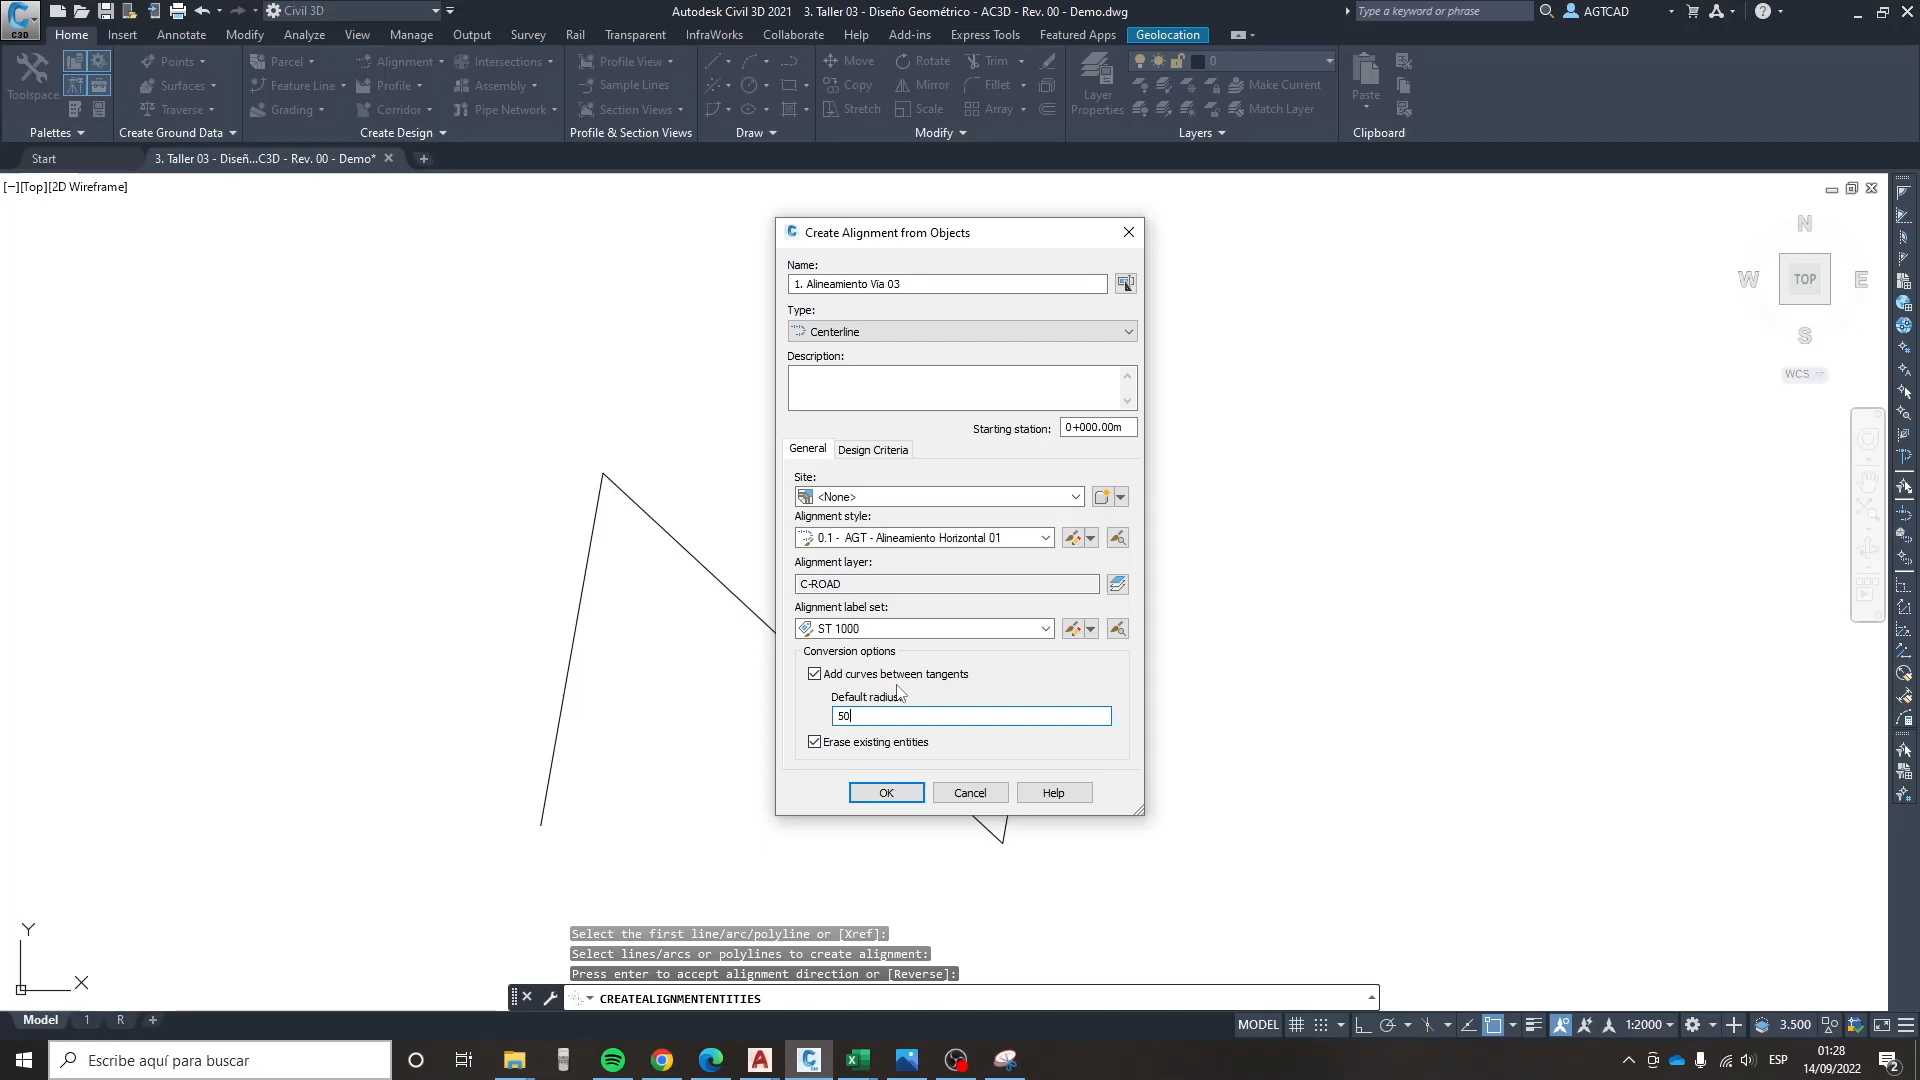 C3D
Civil 3D
Autodesk Civil 3D 2021 3. Taller 03 - Diseño Geométrico - AC3D - Rev. 00 - Demo.dwg
Type a keyword or phrase
AGTCAD
Home Insert Annotate Modify Analyze View Manage Output Survey Rail Transparent InfraWorks Collaborate Help Add-ins Express Tools Featured Apps Geolocation
Toolspace
Points
Surfaces
Traverse
Parcel
Feature Line
Grading
Alignment
Profile
Corridor
Intersections
Assembly
Pipe Network
Profile View
Sample Lines
Section Views
Move
Copy
Stretch
Rotate
Mirror
Scale
Trim
Fillet
Array
Layer
Properties
0
Make Current
Match Layer
Paste
Palettes Create Ground Data Create Design Profile & Section Views Draw Modify Layers Clipboard
Start
3. Taller 03 - Diseñ...C3D - Rev. 00 - Demo*
[−][Top][2D Wireframe]
N
W TOP E
S
WCS
Create Alignment from Objects
Name:
1. Alineamiento Vía 03
Type:
Centerline
Description:
Starting station: 0+000.00m
General Design Criteria
Site:
<None>
Alignment style:
0.1 - AGT - Alineamiento Horizontal 01
Alignment layer:
C-ROAD
Alignment label set:
ST 1000
Conversion options
Add curves between tangents
Default radius:
50
Erase existing entities
OK Cancel Help
Y
X
Select the first line/arc/polyline or [Xref]:
Select lines/arcs or polylines to create alignment:
Press enter to accept alignment direction or [Reverse]:
CREATEALIGNMENTENTITIES
Model 1 R
MODEL
1:2000
3.500
Escribe aquí para buscar
ESP
01:28
14/09/2022
2